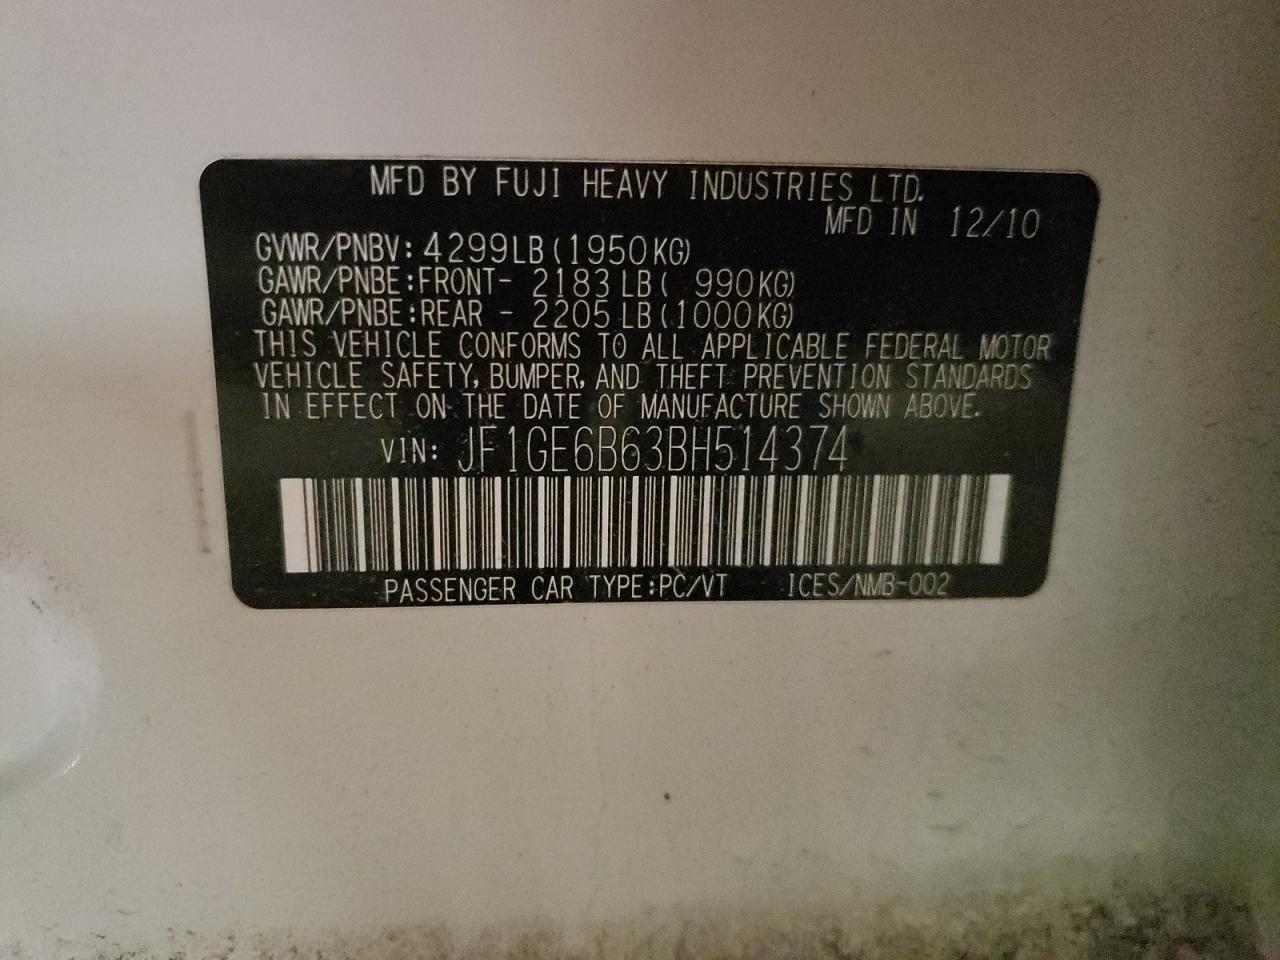 MFD BY FUJI HEAVY INDUSTRIES LTD.
MFD IN 12/10
GVWR/PNBV: 4299LB(1950KG)
GAWR/PNBE:FRONT- 2183LB( 990KG)
GAWR/PNBE:REAR - 2205LB(1000KG)
THIS VEHICLE CONFORMS TO ALL APPLICABLE FEDERAL MOTOR
VEHICLE SAFETY, BUMPER, AND THEFT PREVENTION STANDARDS
IN EFFECT ON THE DATE OF MANUFACTURE SHOWN ABOVE.
VIN: JF1GE6B63BH514374
PASSENGER CAR TYPE:PC/VT ICES/NMB-002